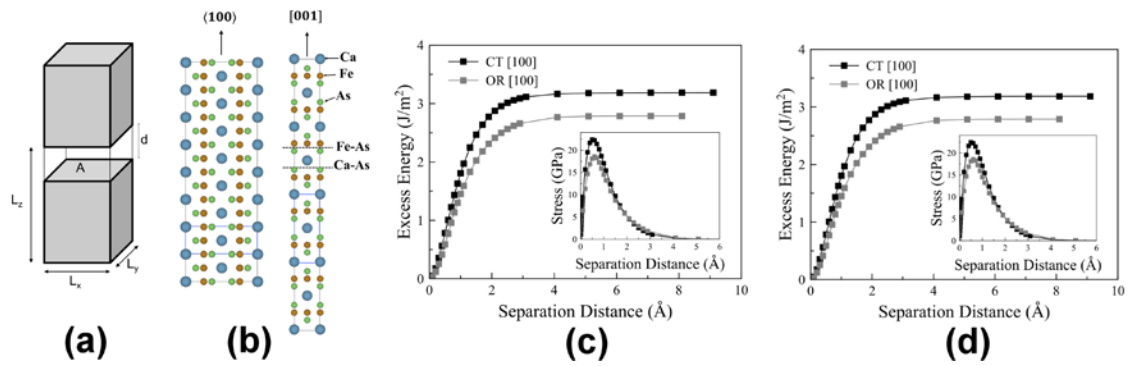 d
A
L_z
L_y
L_x
(a)
⟨100⟩ [001]
Ca
Fe
As
Fe-As
Ca-As
(b)
CT [100]
OR [100]
Excess Energy (J/m²)
4
3
2
1
0
0 2 4 6 8 10
Separation Distance (Å)
Stress (GPa)
20
15
10
5
0
0 1 2 3 4 5 6
Separation Distance (Å)
(c)
CT [100]
OR [100]
Excess Energy (J/m²)
4
3
2
1
0
0 2 4 6 8 10
Separation Distance (Å)
Stress (GPa)
20
15
10
5
0
0 1 2 3 4 5 6
Separation Distance (Å)
(d)